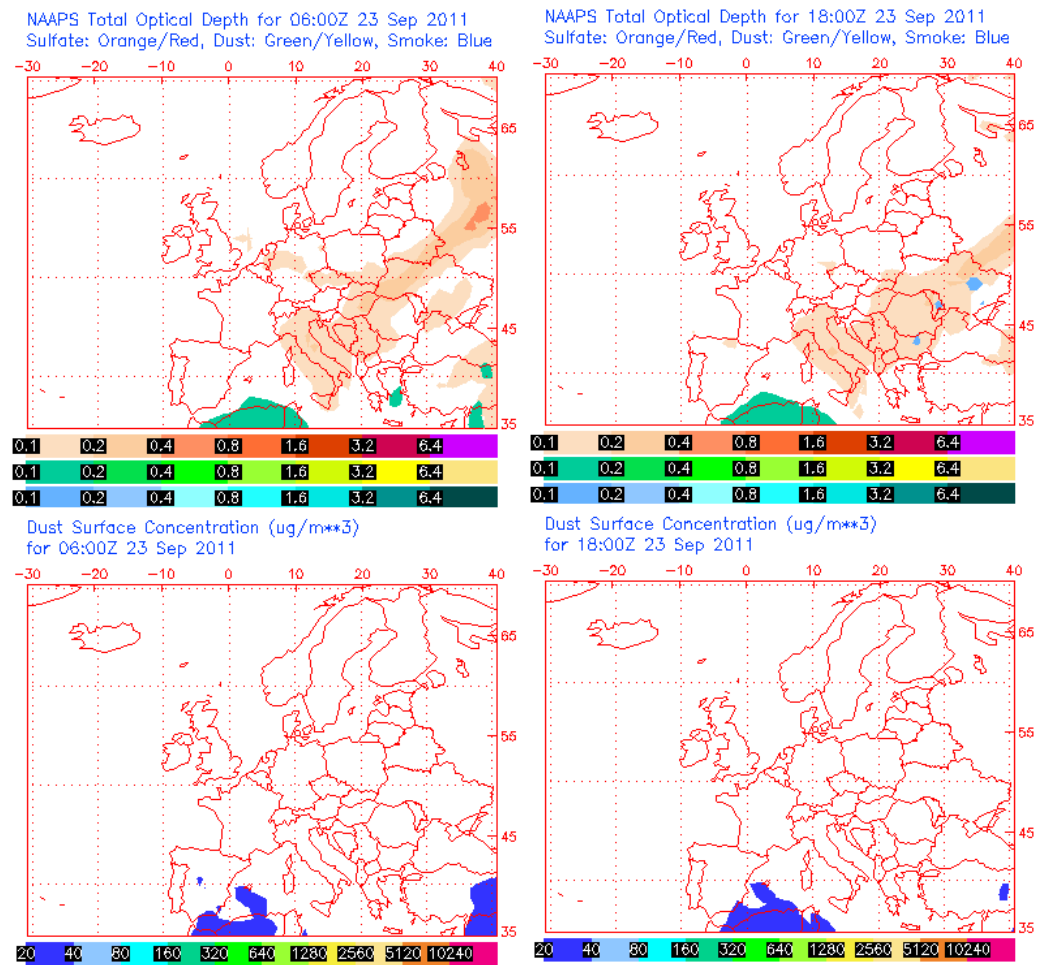 NAAPS Total Optical Depth for 06:00Z 23 Sep 2011
Sulfate: Orange/Red, Dust: Green/Yellow, Smoke: Blue
-30 -20 -10 0 10 20 30 40
65
55
45
35
0.1 0.2 0.4 0.8 1.6 3.2 6.4
0.1 0.2 0.4 0.8 1.6 3.2 6.4
0.1 0.2 0.4 0.8 1.6 3.2 6.4
NAAPS Total Optical Depth for 18:00Z 23 Sep 2011
Sulfate: Orange/Red, Dust: Green/Yellow, Smoke: Blue
-30 -20 -10 0 10 20 30 40
65
55
45
35
0.1 0.2 0.4 0.8 1.6 3.2 6.4
0.1 0.2 0.4 0.8 1.6 3.2 6.4
0.1 0.2 0.4 0.8 1.6 3.2 6.4
Dust Surface Concentration (ug/m**3)
for 06:00Z 23 Sep 2011
-30 -20 -10 0 10 20 30 40
65
55
45
35
20 40 80 160 320 640 1280 2560 5120 10240
Dust Surface Concentration (ug/m**3)
for 18:00Z 23 Sep 2011
-30 -20 -10 0 10 20 30 40
65
55
45
35
20 40 80 160 320 640 1280 2560 5120 10240